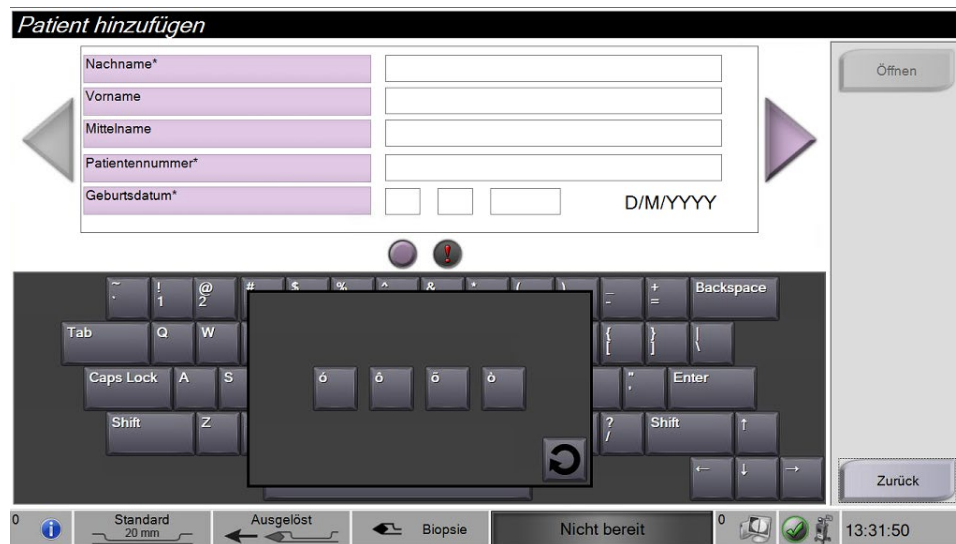 Patient hinzufügen
Nachname*
Vorname
Mittelname
Patientennummer*
Geburtsdatum*
D/M/YYYY
Öffnen
~ ! @ # $ % ^ & * ( ) _ + Backspace
` 1 2 - =
Tab Q W { } |
[ ] \
Caps Lock A S " Enter
'
Shift Z ? Shift ↑
/
← ↓ →
ó ô õ ò
Zurück
0 Standard Ausgelöst Biopsie Nicht bereit 0 13:31:50
20 mm